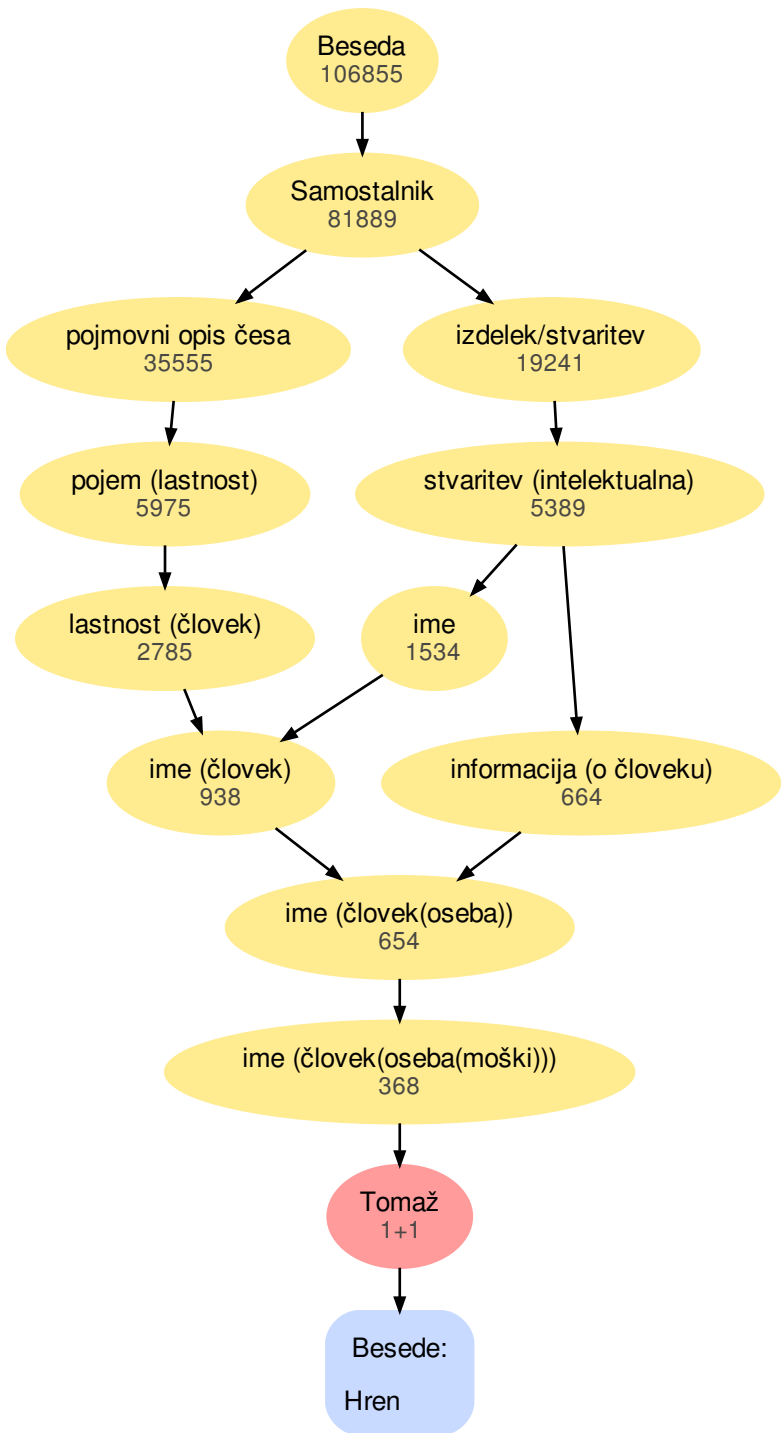 Beseda
106855
Samostalnik
81889
pojmovni opis česa
35555
izdelek/stvaritev
19241
pojem (lastnost)
5975
stvaritev (intelektualna)
5389
lastnost (človek)
2785
ime
1534
ime (človek)
938
informacija (o človeku)
664
ime (človek(oseba))
654
ime (človek(oseba(moški)))
368
Tomaž
1+1
Besede:
Hren